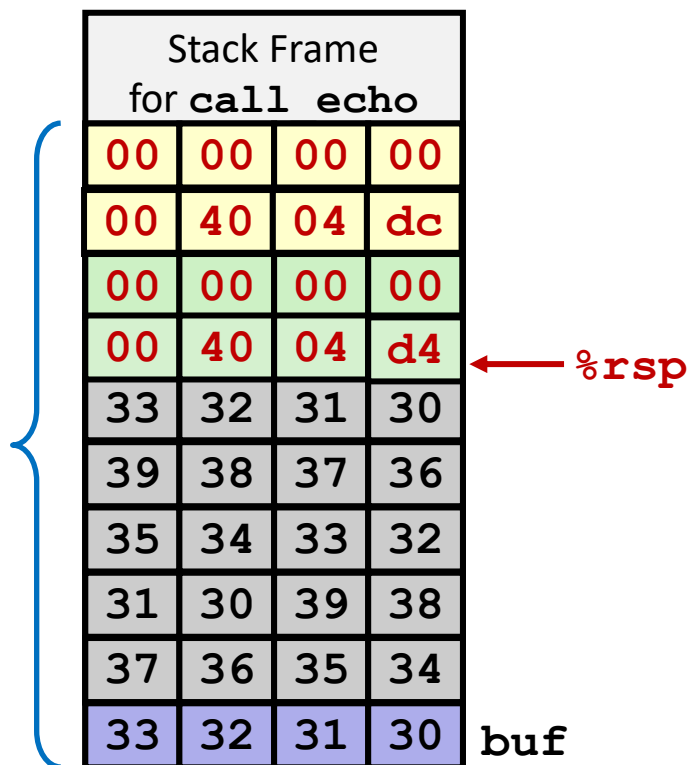 Stack Frame
for call echo
00 00 00 00
00 40 04 dc
00 00 00 00
00 40 04 d4
%rsp
33 32 31 30
39 38 37 36
35 34 33 32
31 30 39 38
37 36 35 34
33 32 31 30
buf